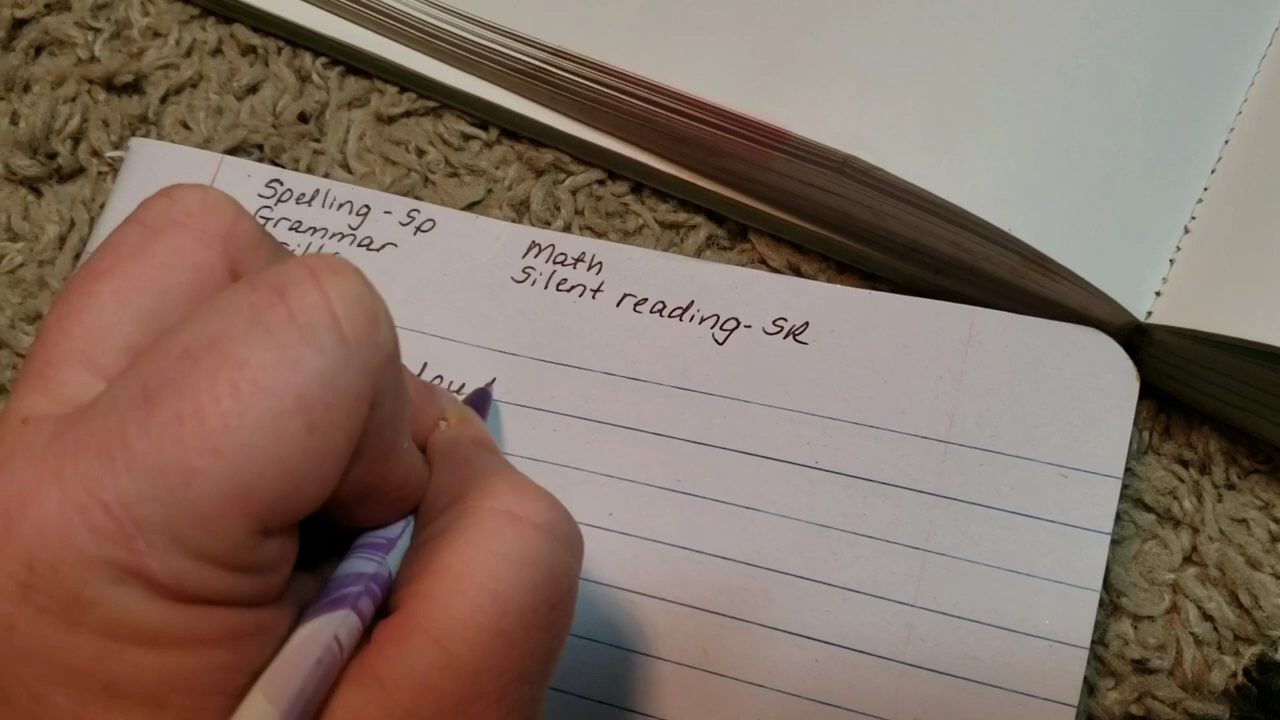 Spelling - Sp
Grammar
Math
Silent reading - SR